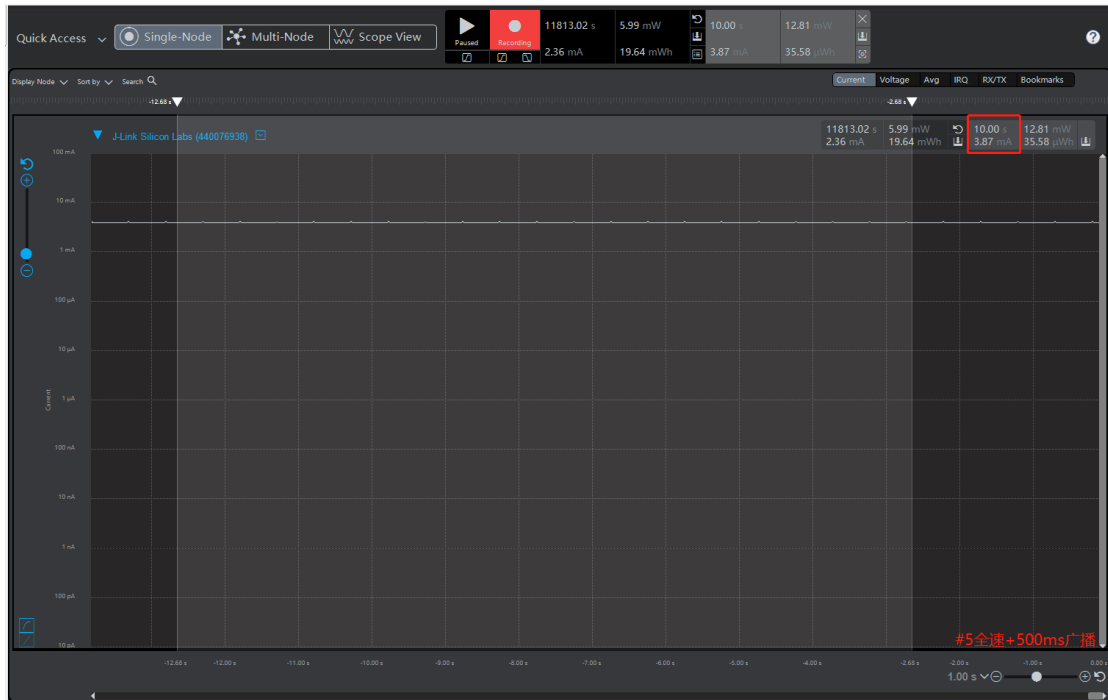 Quick Access
Single-Node
Multi-Node
Scope View
Paused
Recording
11813.02 s
5.99 mW
2.36 mA
19.64 mWh
10.00 s
12.81 mW
3.87 mA
35.58 µWh
Display Node
Sort by
Search
Current
Voltage
Avg
IRQ
RX/TX
Bookmarks
-12.68 s
-2.68 s
J-Link Silicon Labs (440076938)
11813.02 s
5.99 mW
10.00 s
12.81 mW
2.36 mA
19.64 mWh
3.87 mA
35.58 µWh
100 mA
10 mA
1 mA
100 µA
10 µA
1 µA
100 nA
10 nA
1 nA
100 pA
10 pA
Current
#5全速+500ms广播
-12.68 s
-12.00 s
-11.00 s
-10.00 s
-9.00 s
-8.00 s
-7.00 s
-6.00 s
-5.00 s
-4.00 s
-2.68 s
-2.00 s
-1.00 s
0.00 s
1.00 s